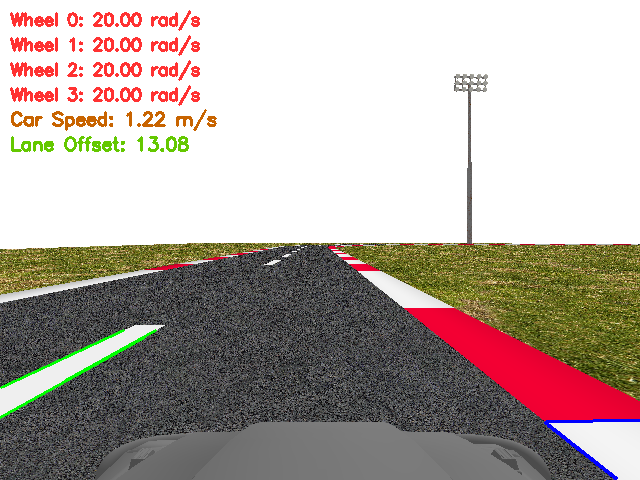 Wheel 0: 20.00 rad/s
Wheel 1: 20.00 rad/s
Wheel 2: 20.00 rad/s
Wheel 3: 20.00 rad/s
Car Speed: 1.22 m/s
Lane Offset: 13.08